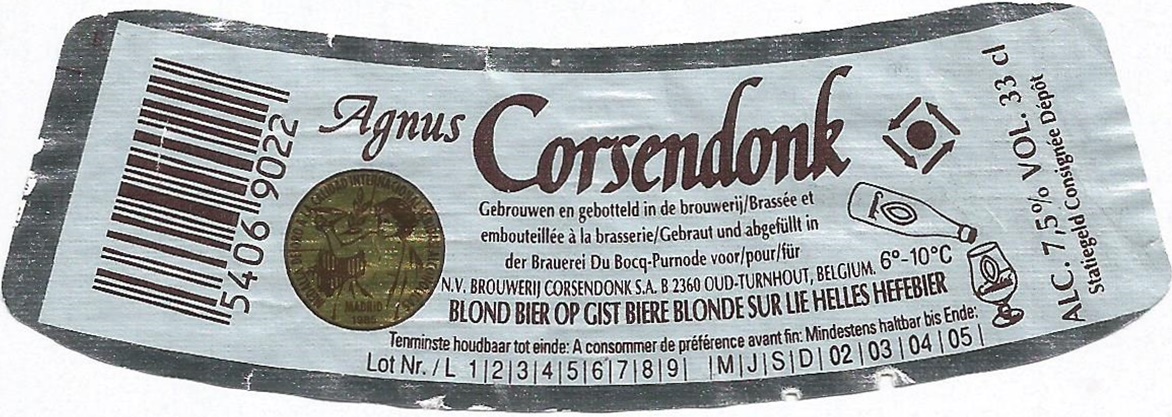 5406 9022
Agnus
Corsendonk
Gebrouwen en gebotteld in de brouwerij/Brassée et
embouteillée à la brasserie/Gebraut und abgefüllt in
der Brauerei Du Bocq-Purnode voor/pour/für
N.V. BROUWERIJ CORSENDONK S.A. B 2360 OUD-TURNHOUT, BELGIUM.
6°-10°C
BLOND BIER OP GIST BIERE BLONDE SUR LIE HELLES HEFEBIER
Tenminste houdbaar tot einde: A consommer de préférence avant fin: Mindestens haltbar bis Ende:
Lot Nr. / L 1|2|3|4|5|6|7|8|9| |M|J|S|D|02|03|04|05|
ALC. 7,5% VOL. 33 cl
Statiegeld Consignée Dépôt
MADRID